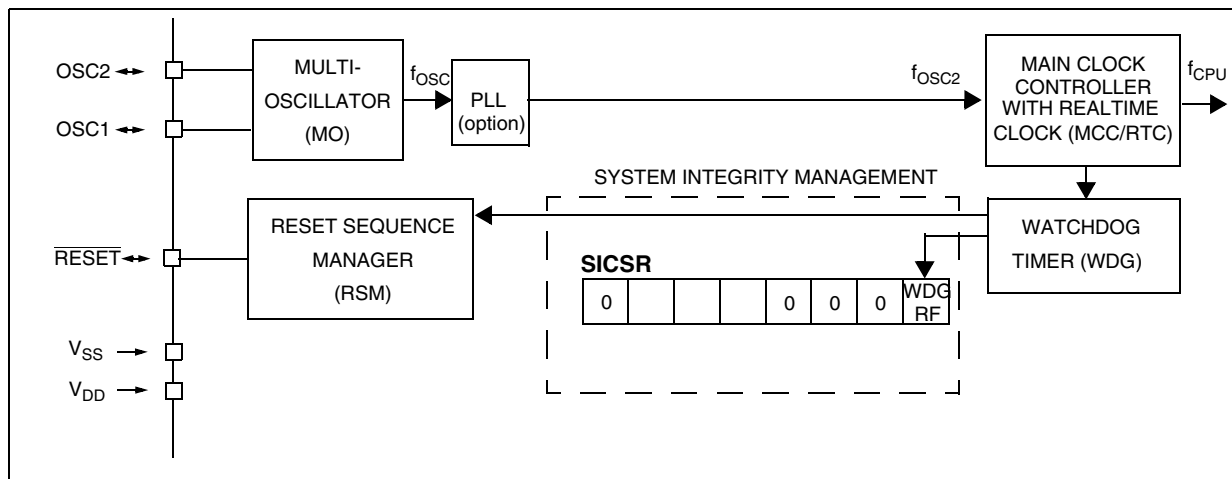 OSC2
OSC1
MULTI-
OSCILLATOR
(MO)
fOSC
PLL
(option)
fOSC2
MAIN CLOCK
CONTROLLER
WITH REALTIME
CLOCK (MCC/RTC)
fCPU
SYSTEM INTEGRITY MANAGEMENT
RESET
RESET SEQUENCE
MANAGER
(RSM)
WATCHDOG
TIMER (WDG)
SICSR
0 0 0 0 WDG
RF
VSS
VDD